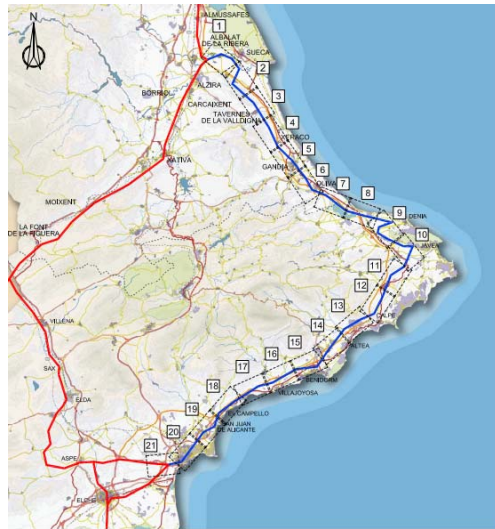 N
ALMUSSAFES
1
ALBALAT
DE LA RIBERA
SUECA
2
ALZIRA
3
CARCAIXENT
TAVERNES
DE LA VALLDIGNA
4
XERACO
5
GANDIA
XATIVA
6
OLIVA
7
8
MOIXENT
9
DENIA
LA FONT
DE LA FIGUERA
10
JAVEA
11
12
13
CALPE
VILLENA
14
ALTEA
15
16
SAX
17
BENIDORM
VILLAJOYOSA
18
ELDA
19
EL CAMPELLO
SAN JUAN
DE ALICANTE
20
21
ASPE